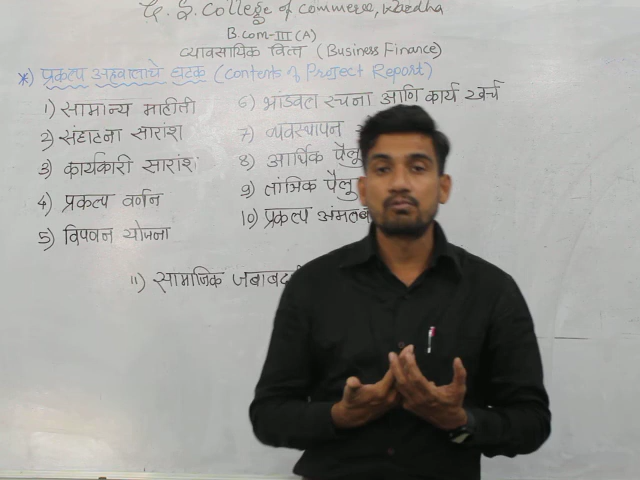 G. S. College of Commerce, Wardha
B.Com-III (A)
व्यावसायिक वित्त (Business Finance)
*) प्रकल्प अहवालाचे घटक (Contents of Project Report)
1) सामान्य माहीती
2) संघटना सारांश
3) कार्यकारी सारांश
4) प्रकल्प वर्णन
5) विपणन योजना
6) भांडवल रचना आणि कार्य खर्च
7) व्यवस्थापन
8) आर्थिक पैलू
9) तांत्रिक पैलू
10) प्रकल्प
11) सामाजिक